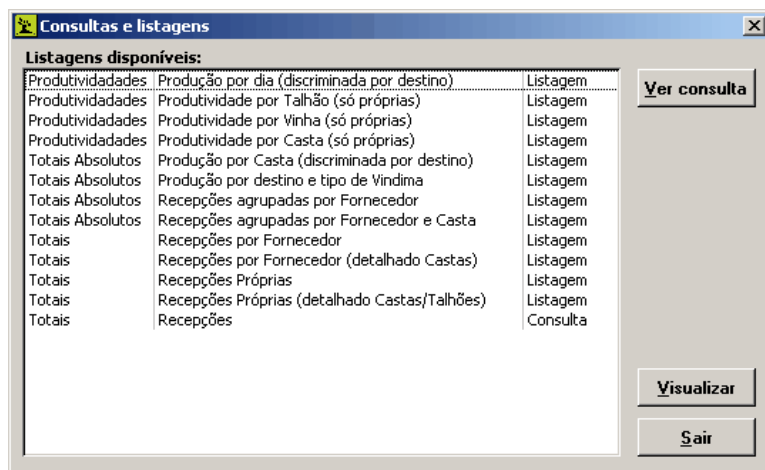 Consultas e listagens
Listagens disponíveis:
Produtividadades Produção por dia (discriminada por destino) Listagem
Produtividadades Produtividade por Talhão (só próprias) Listagem
Produtividadades Produtividade por Vinha (só próprias) Listagem
Produtividadades Produtividade por Casta (só próprias) Listagem
Totais Absolutos Produção por Casta (discriminada por destino) Listagem
Totais Absolutos Produção por destino e tipo de Vindima Listagem
Totais Absolutos Recepções agrupadas por Fornecedor Listagem
Totais Absolutos Recepções agrupadas por Fornecedor e Casta Listagem
Totais Recepções por Fornecedor Listagem
Totais Recepções por Fornecedor (detalhado Castas) Listagem
Totais Recepções Próprias Listagem
Totais Recepções Próprias (detalhado Castas/Talhões) Listagem
Totais Recepções Consulta
Ver consulta
Visualizar
Sair